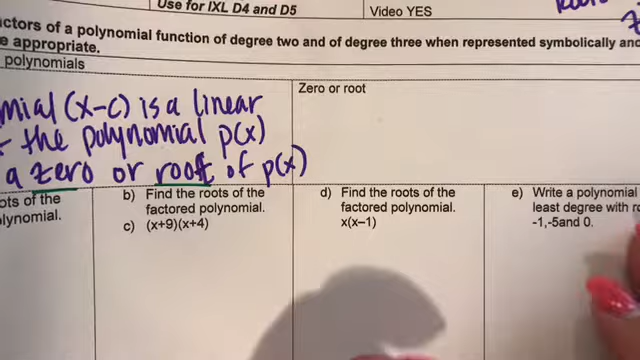 Use for IXL D4 and D5
Video YES
ctors of a polynomial function of degree two and of degree three when represented symbolically and
e appropriate.
polynomials
mial (x-c) is a linear
the polynomial p(x)
a zero or root of p(x)
Zero or root
ots of the
lynomial.
b) Find the roots of the
factored polynomial.
c) (x+9)(x+4)
d) Find the roots of the
factored polynomial.
x(x–1)
e) Write a polynomial
least degree with ro
-1,-5and 0.